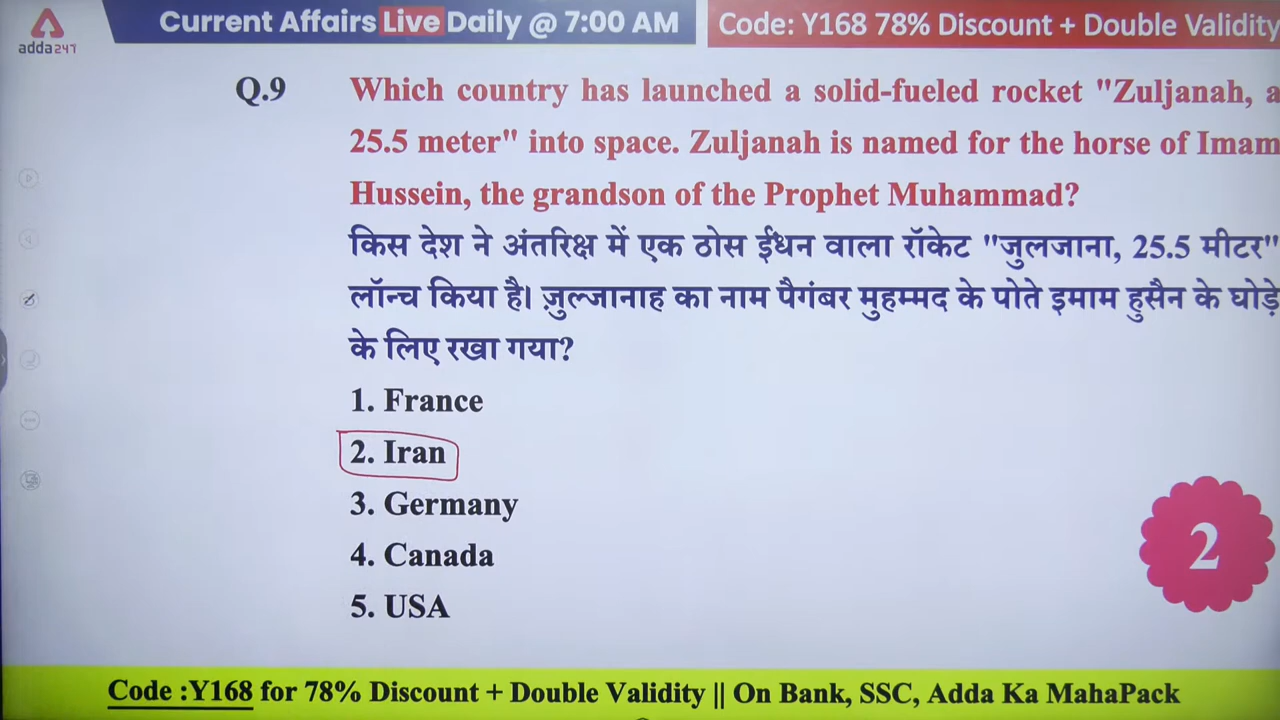 Current Affairs Live Daily @ 7:00 AM
Code: Y168 78% Discount + Double Validity
adda247
Q.9
Which country has launched a solid-fueled rocket "Zuljanah, a
25.5 meter" into space. Zuljanah is named for the horse of Imam
Hussein, the grandson of the Prophet Muhammad?
किस देश ने अंतरिक्ष में एक ठोस ईंधन वाला रॉकेट "जुलजाना, 25.5 मीटर"
लॉन्च किया है। ज़ुल्जानाह का नाम पैगंबर मुहम्मद के पोते इमाम हुसैन के घोड़े
के लिए रखा गया?
1. France
2. Iran
3. Germany
4. Canada
5. USA
2
Code :Y168 for 78% Discount + Double Validity || On Bank, SSC, Adda Ka MahaPack